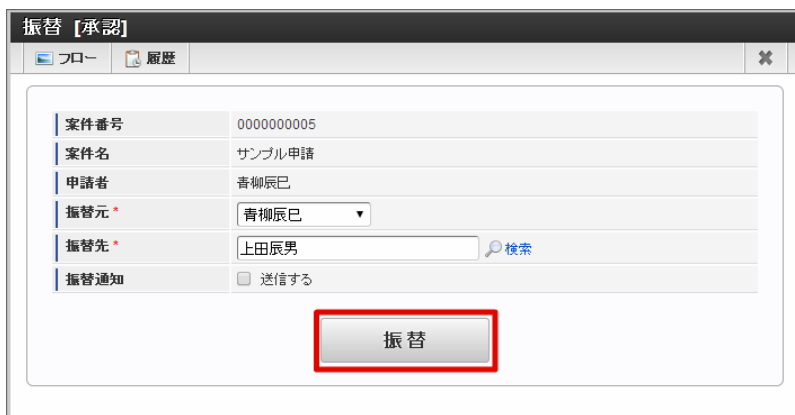 振替 [承認]
フロー 履歴
案件番号 0000000005
案件名 サンプル申請
申請者 青柳辰巳
振替元 * 青柳辰巳
振替先 * 上田辰男 検索
振替通知 送信する
振替